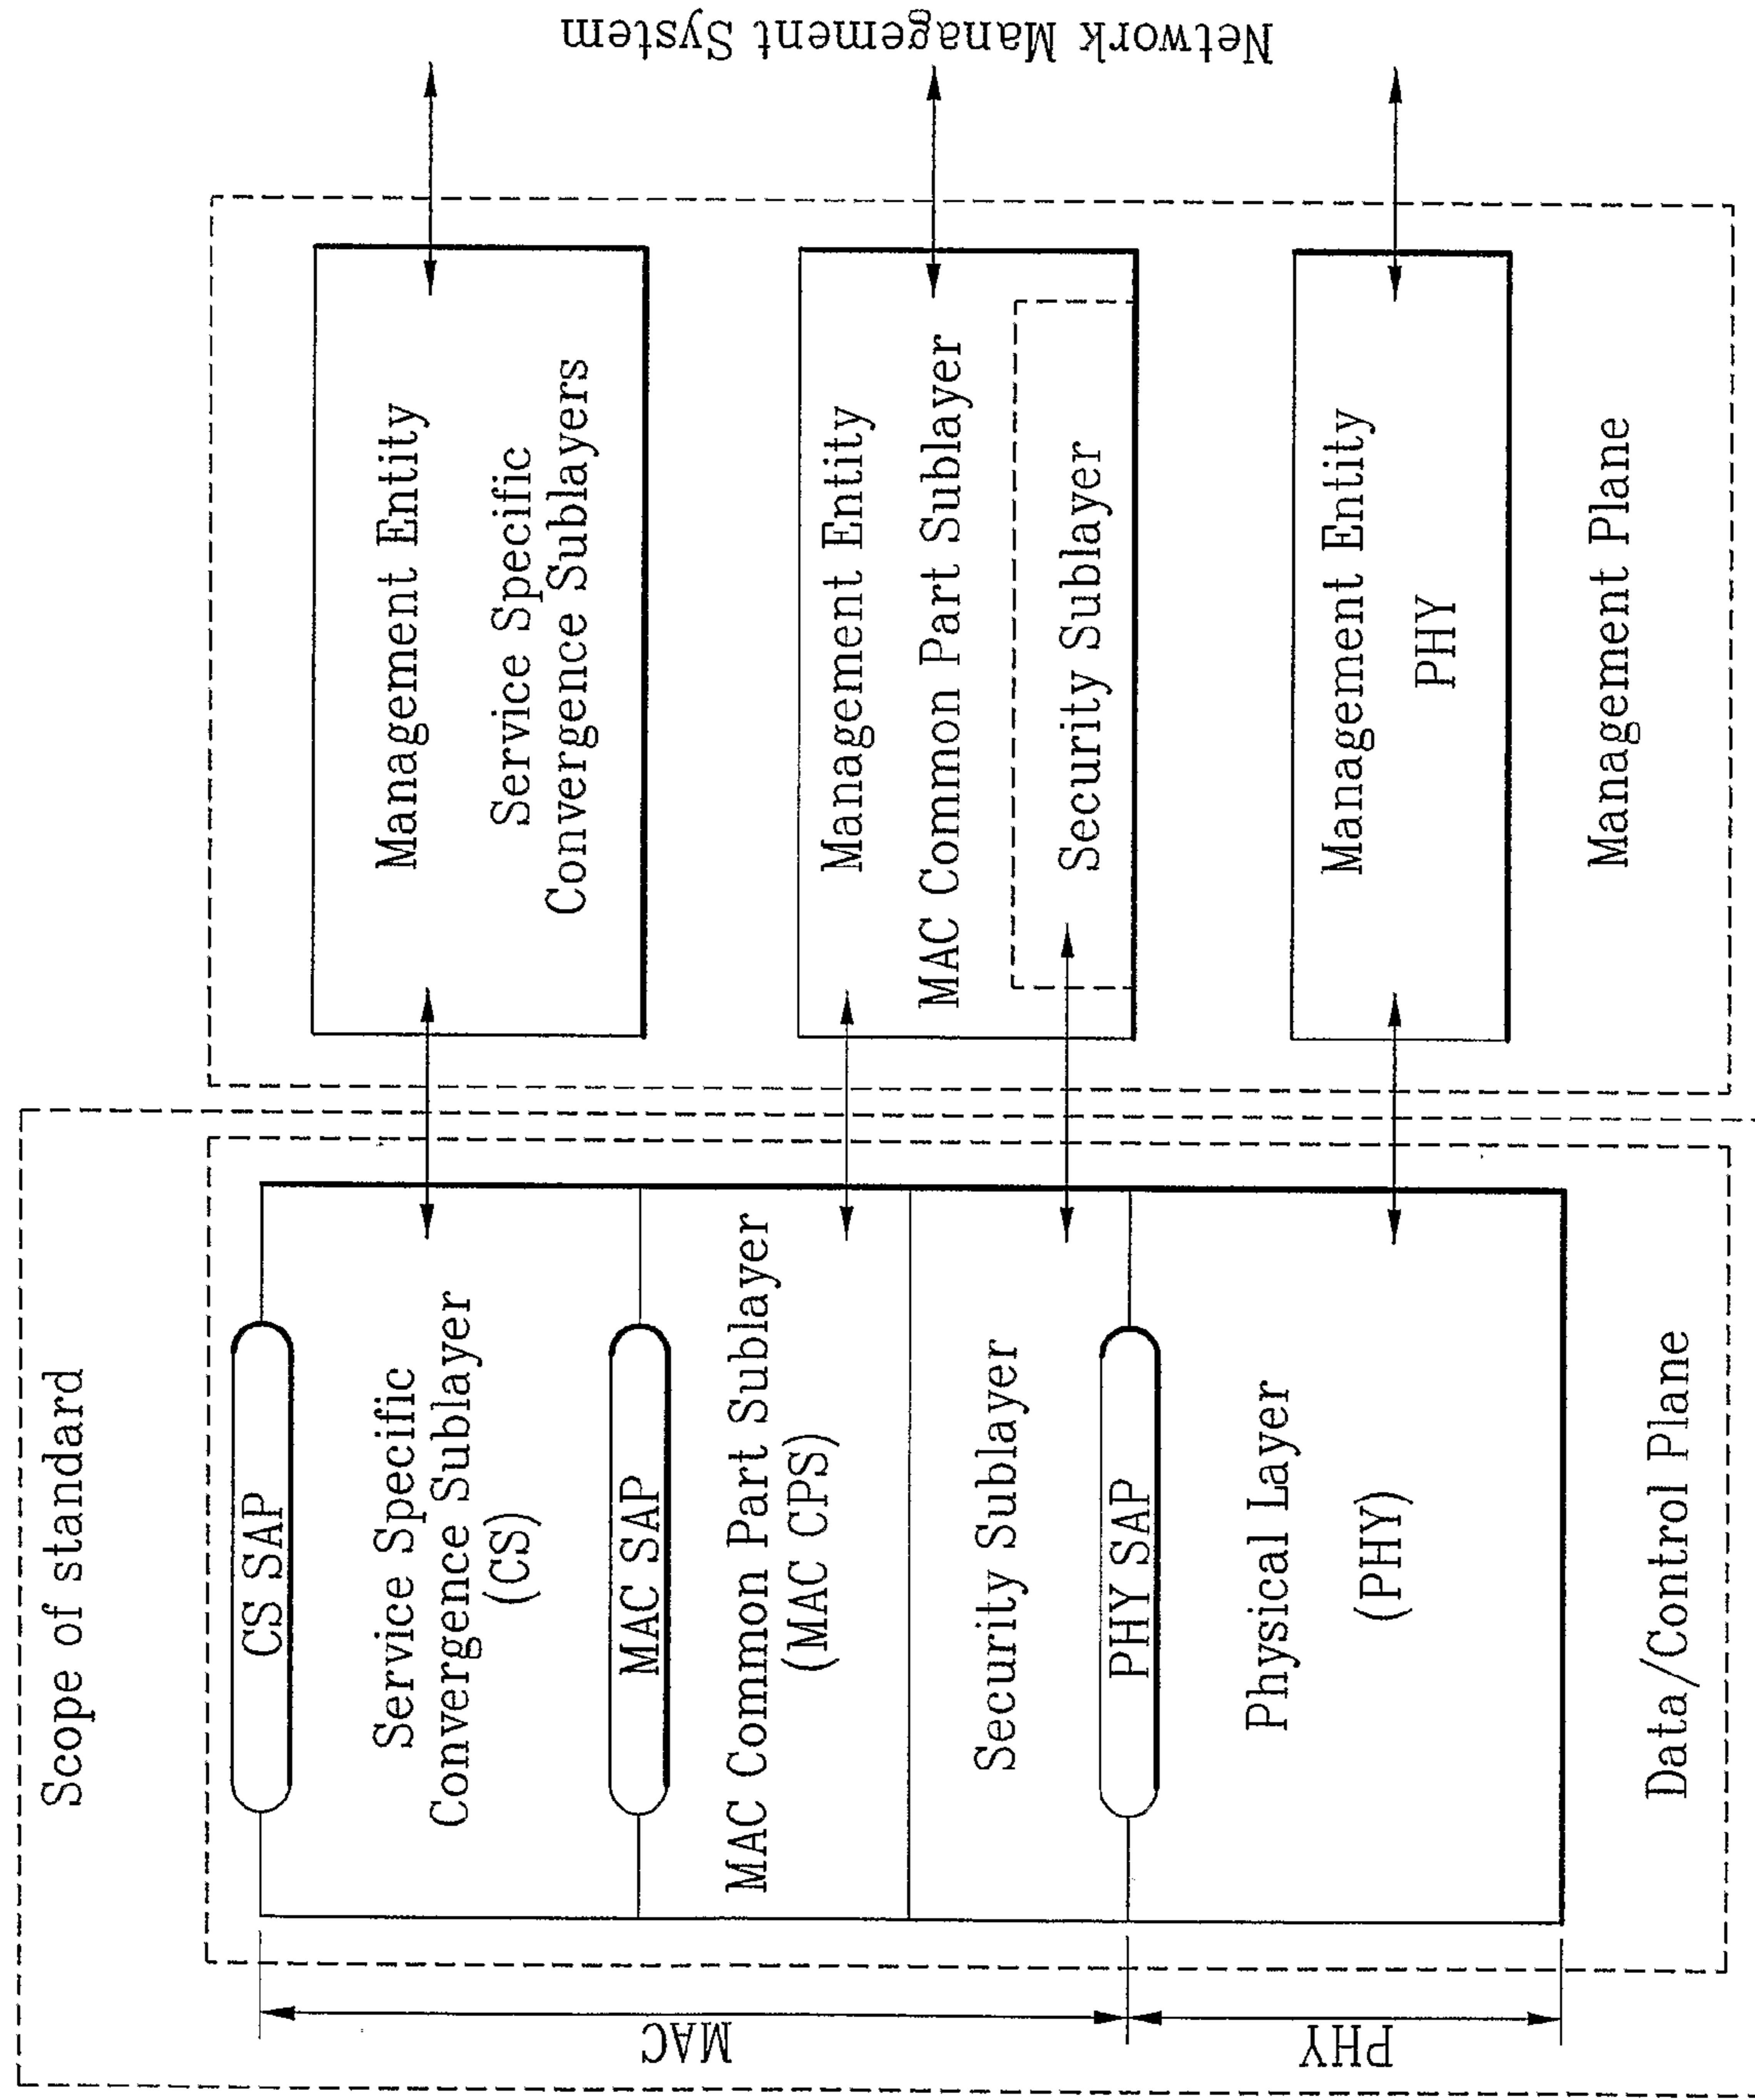 Scope of standard
CS SAP
Service Specific
Convergence Sublayer
(CS)
MAC SAP
MAC Common Part Sublayer
(MAC CPS)
Security Sublayer
PHY SAP
Physical Layer
(PHY)
Data/Control Plane
MAC
PHY
Management Entity
Service Specific
Convergence Sublayers
Management Entity
MAC Common Part Sublayer
Security Sublayer
Management Entity
PHY
Management Plane
Network Management System